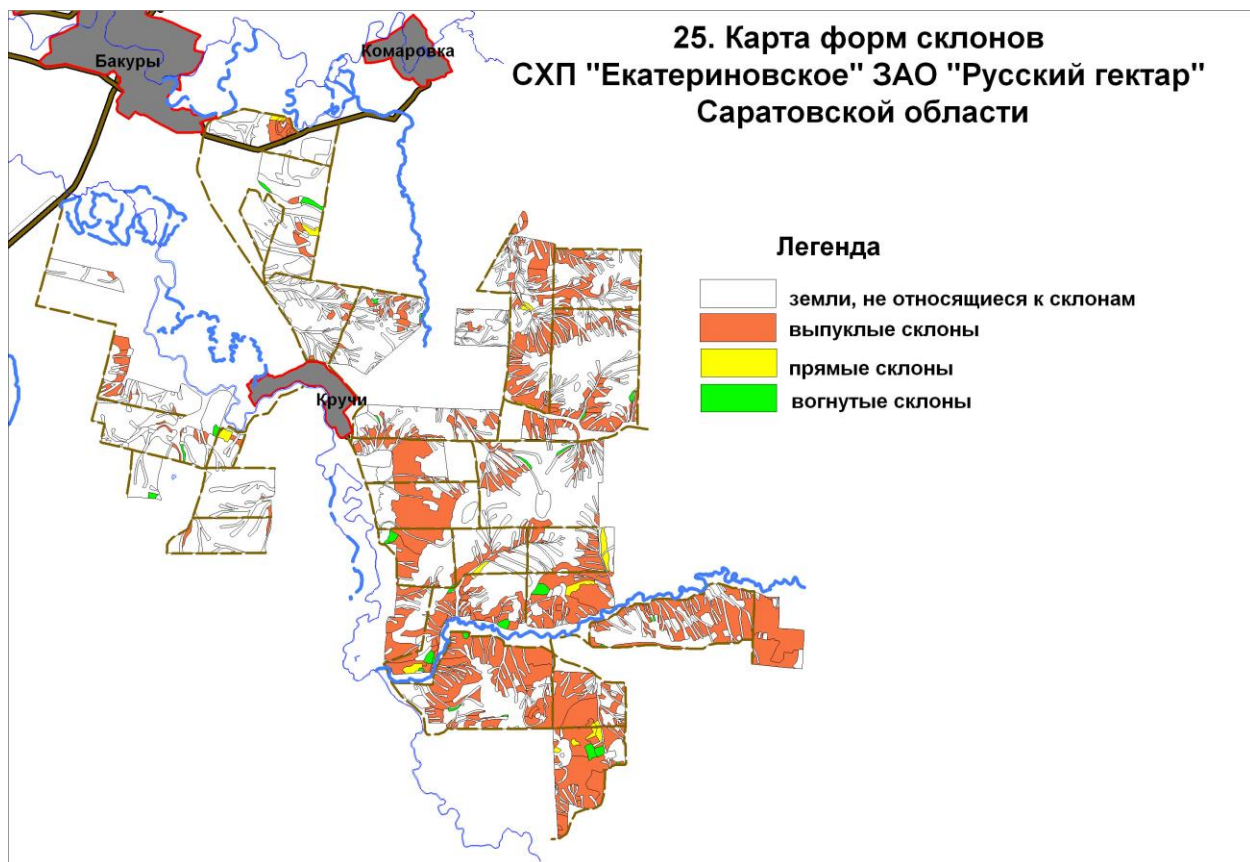 25. Карта форм склонов
СХП "Екатериновское" ЗАО "Русский гектар"
Саратовской области
Бакуры
Комаровка
Кручи
Легенда
земли, не относящиеся к склонам
выпуклые склоны
прямые склоны
вогнутые склоны